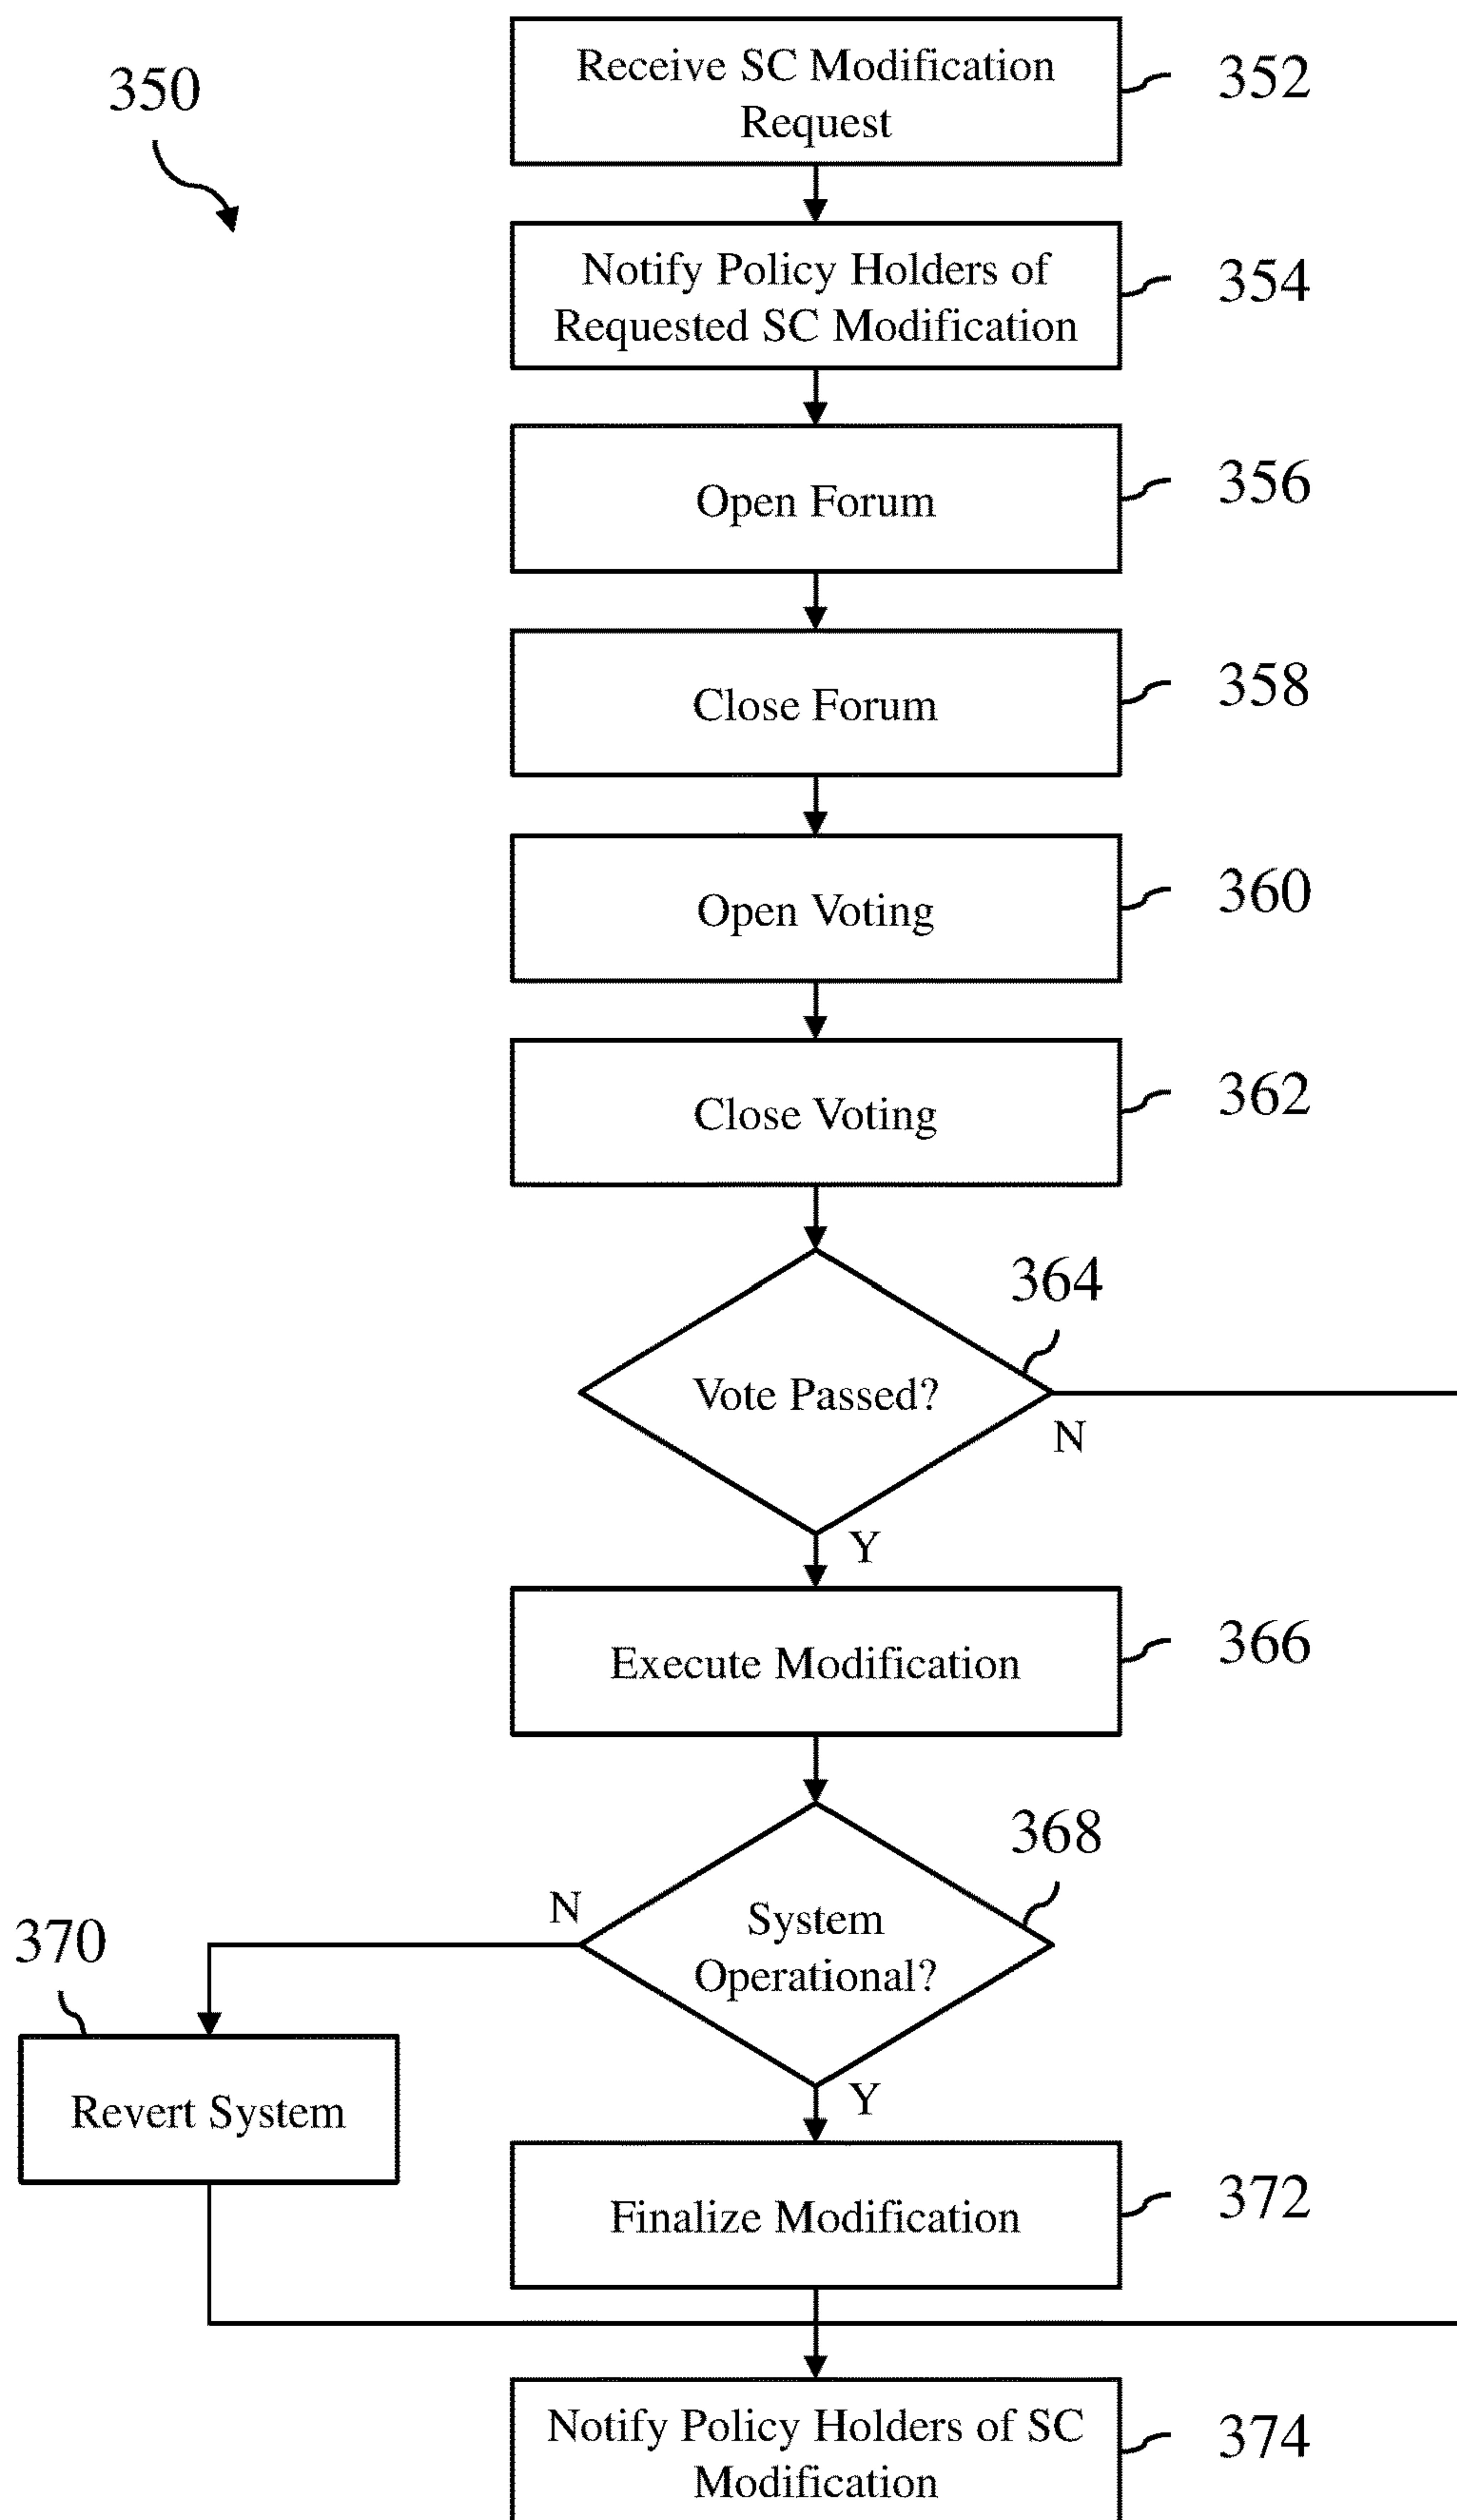 350
Receive SC Modification
Request
352
Notify Policy Holders of
Requested SC Modification
354
Open Forum
356
Close Forum
358
Open Voting
360
Close Voting
362
364
Vote Passed?
N
Y
Execute Modification
366
368
N
System
Operational?
370
Y
Revert System
Finalize Modification
372
Notify Policy Holders of SC
Modification
374